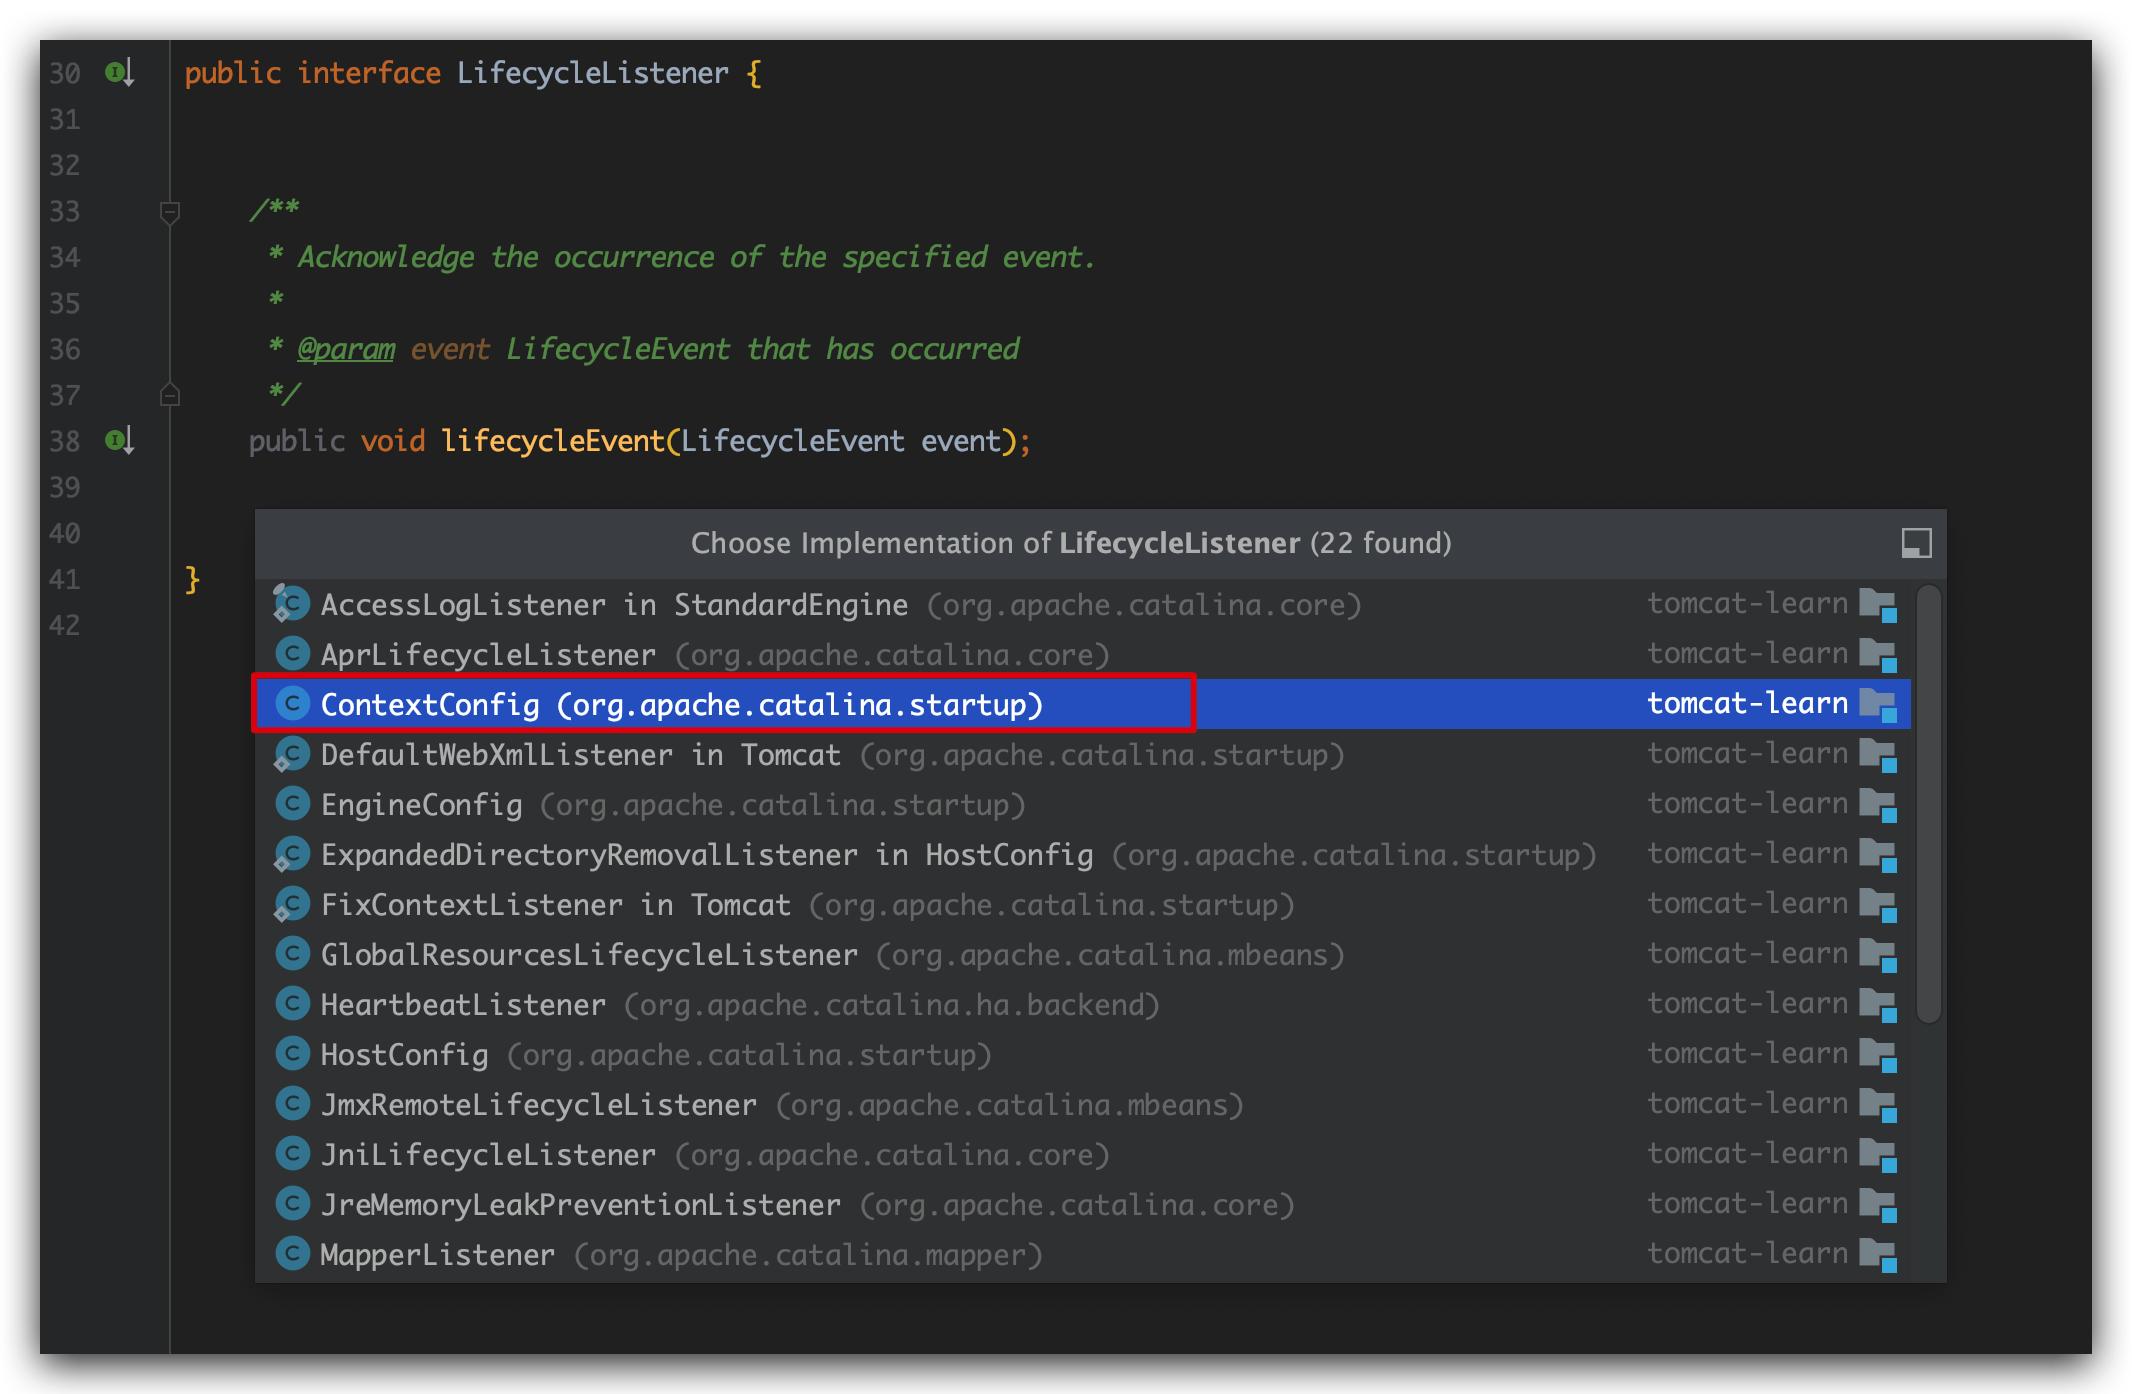 30 public interface LifecycleListener {
31
32
33 /**
34 * Acknowledge the occurrence of the specified event.
35 *
36 * @param event LifecycleEvent that has occurred
37 */
38 public void lifecycleEvent(LifecycleEvent event);
39
40
41 }
42
Choose Implementation of LifecycleListener (22 found)
AccessLogListener in StandardEngine (org.apache.catalina.core) tomcat-learn
AprLifecycleListener (org.apache.catalina.core) tomcat-learn
ContextConfig (org.apache.catalina.startup) tomcat-learn
DefaultWebXmlListener in Tomcat (org.apache.catalina.startup) tomcat-learn
EngineConfig (org.apache.catalina.startup) tomcat-learn
ExpandedDirectoryRemovalListener in HostConfig (org.apache.catalina.startup) tomcat-learn
FixContextListener in Tomcat (org.apache.catalina.startup) tomcat-learn
GlobalResourcesLifecycleListener (org.apache.catalina.mbeans) tomcat-learn
HeartbeatListener (org.apache.catalina.ha.backend) tomcat-learn
HostConfig (org.apache.catalina.startup) tomcat-learn
JmxRemoteLifecycleListener (org.apache.catalina.mbeans) tomcat-learn
JniLifecycleListener (org.apache.catalina.core) tomcat-learn
JreMemoryLeakPreventionListener (org.apache.catalina.core) tomcat-learn
MapperListener (org.apache.catalina.mapper) tomcat-learn